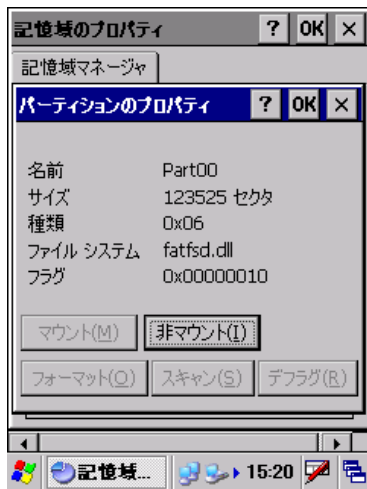 記憶域のプロパティ ? OK ×
記憶域マネージャ
パーティションのプロパティ ? OK ×
名前 Part00
サイズ 123525 セクタ
種類 0x06
ファイル システム fatfsd.dll
フラグ 0x00000010
マウント(M) 非マウント(I)
フォーマット(O) スキャン(S) デフラグ(R)
記憶域... 15:20